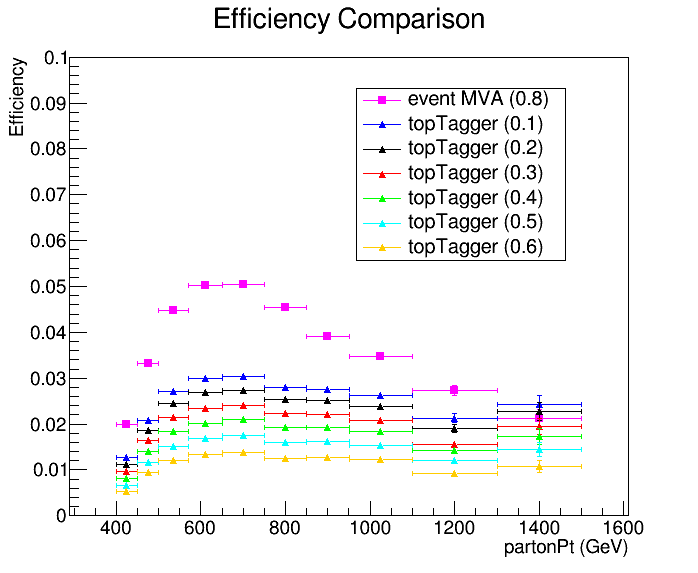 Efficiency Comparison
Efficiency
0.1
0.09
0.08
0.07
0.06
0.05
0.04
0.03
0.02
0.01
0
event MVA (0.8)
topTagger (0.1)
topTagger (0.2)
topTagger (0.3)
topTagger (0.4)
topTagger (0.5)
topTagger (0.6)
400 600 800 1000 1200 1400 1600
partonPt (GeV)